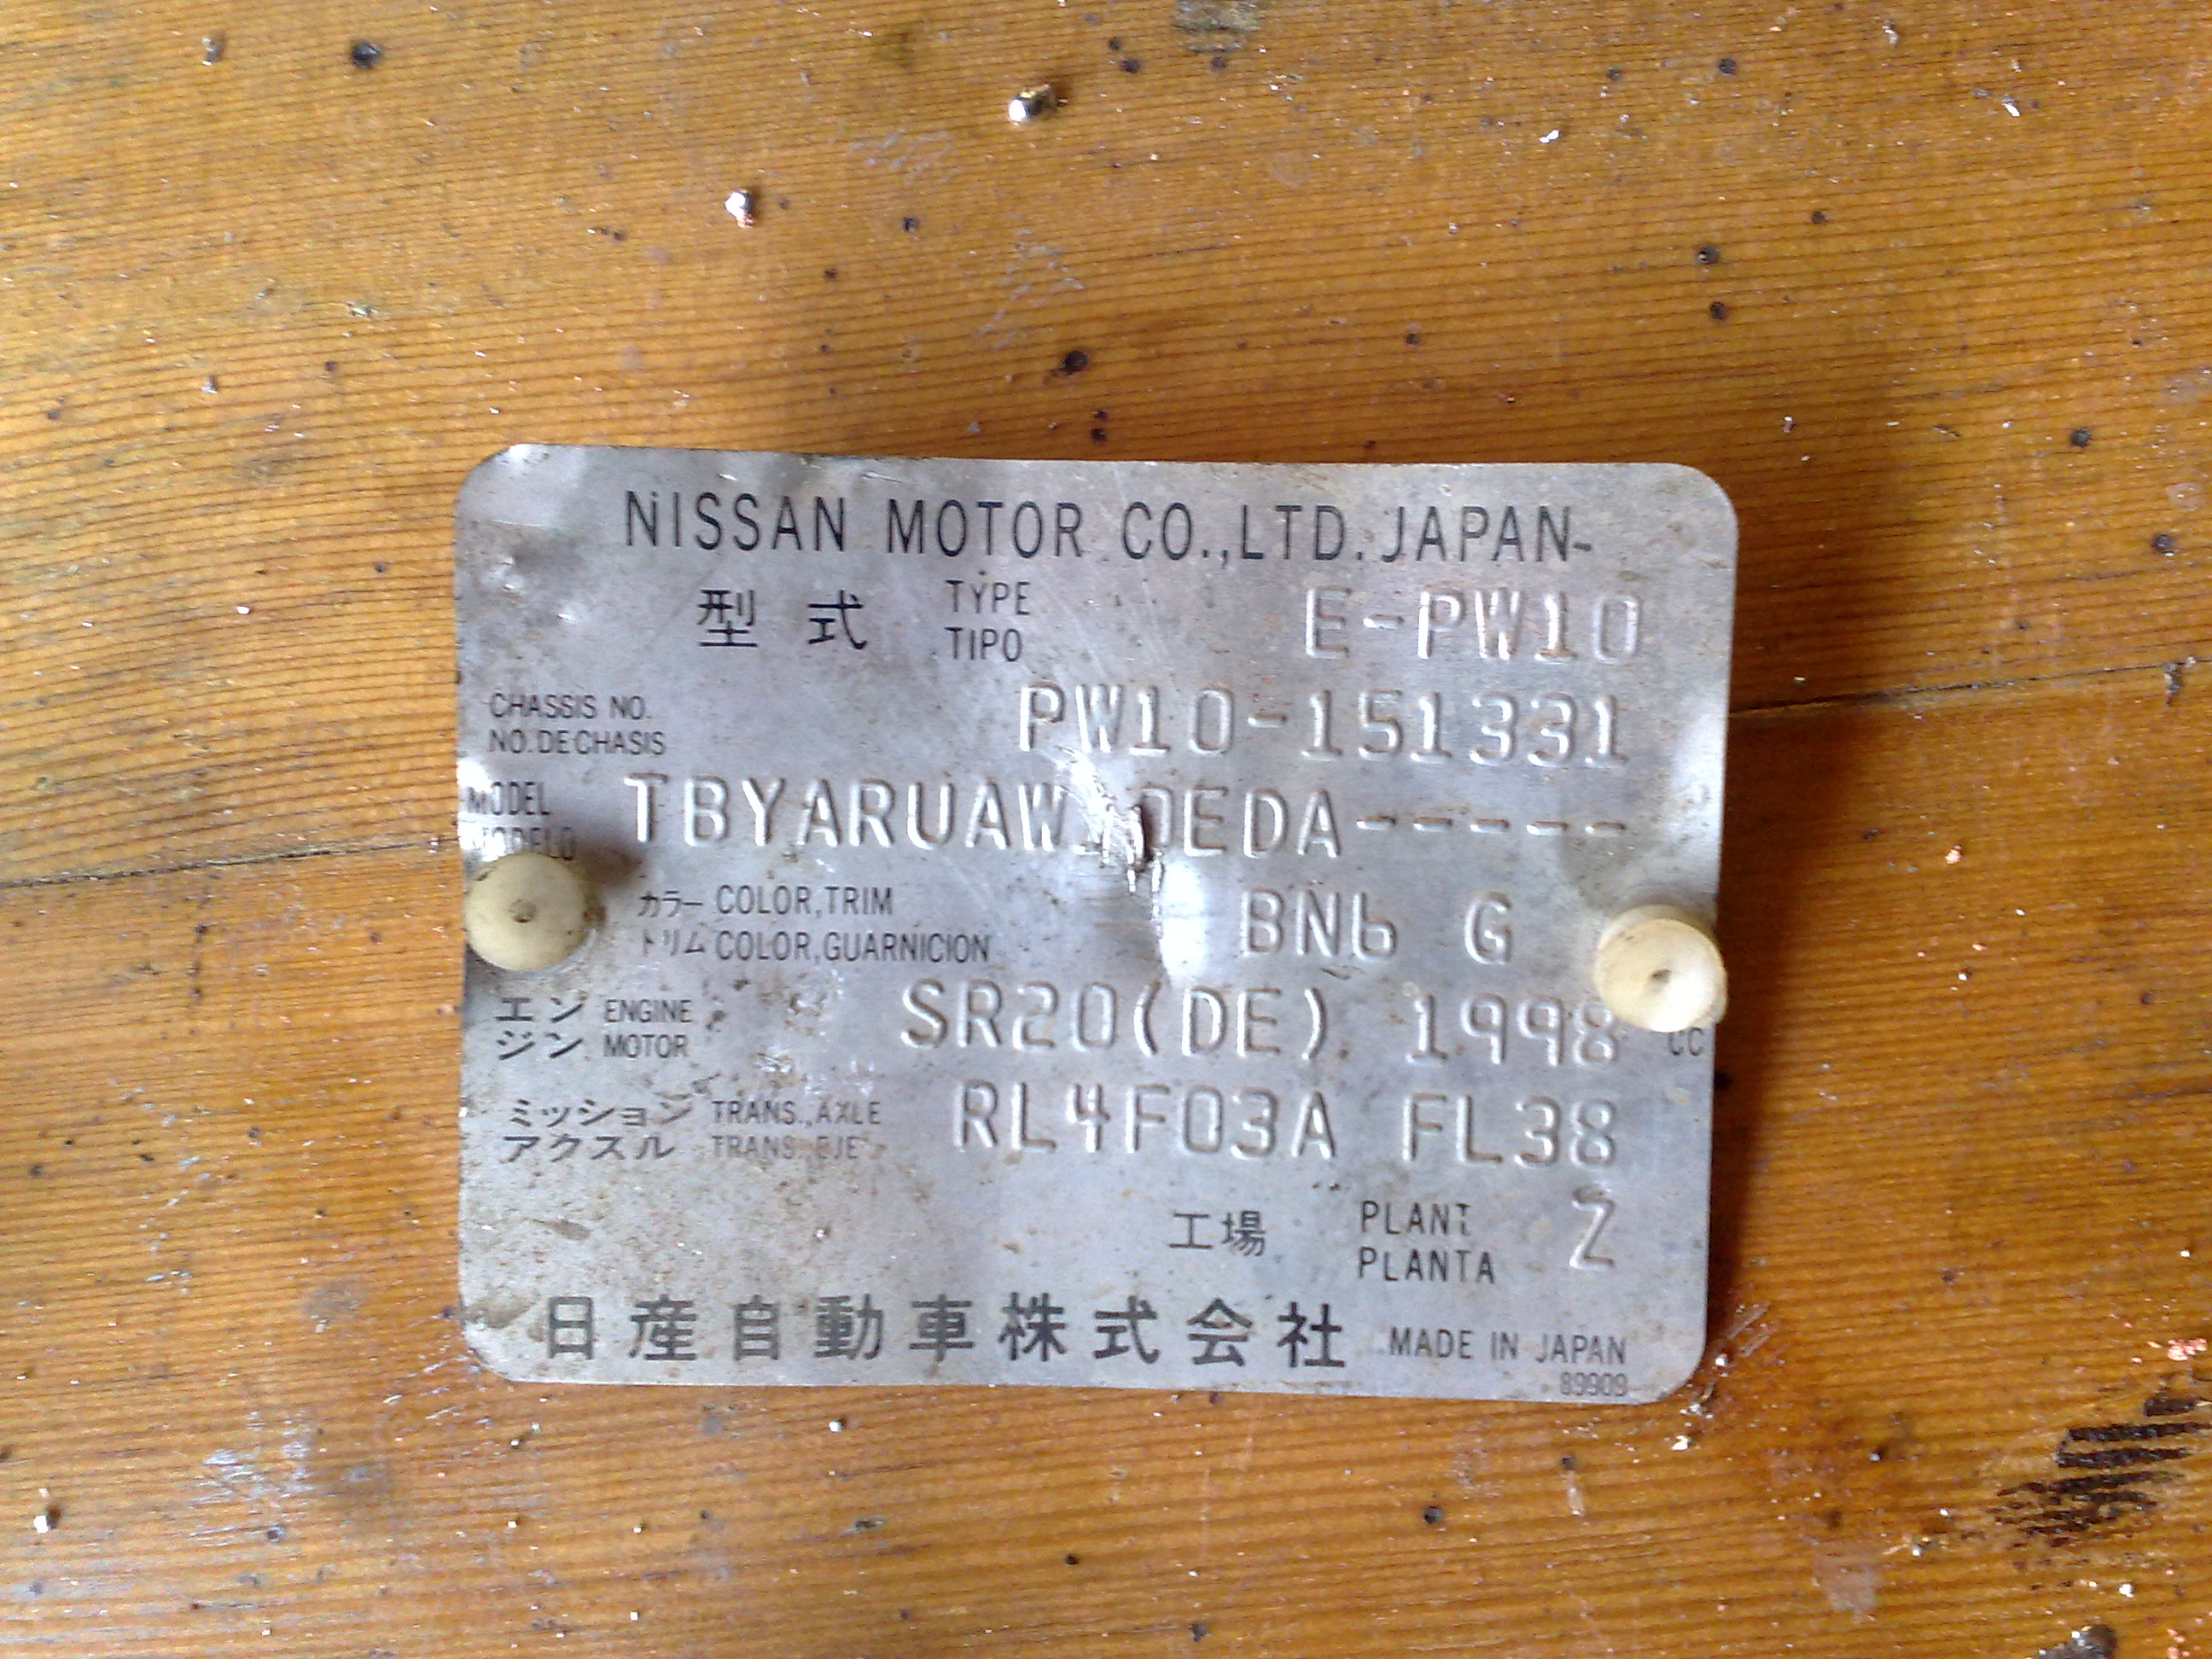 NISSAN MOTOR CO.,LTD.JAPAN-
型式 TYPE E-PW10
TIPO
CHASSIS NO. PW10-151331
NO.DE CHASIS
MODEL TBYARUAW10EDA-----
MODELO
カラー COLOR,TRIM BN6 G
トリム COLOR,GUARNICION
エン ENGINE SR20(DE) 1998 CC
ジン MOTOR
ミッション TRANS.,AXLE RL4F03A FL38
アクスル TRANS.,EJE
工場 PLANT Z
PLANTA
日産自動車株式会社 MADE IN JAPAN
89909